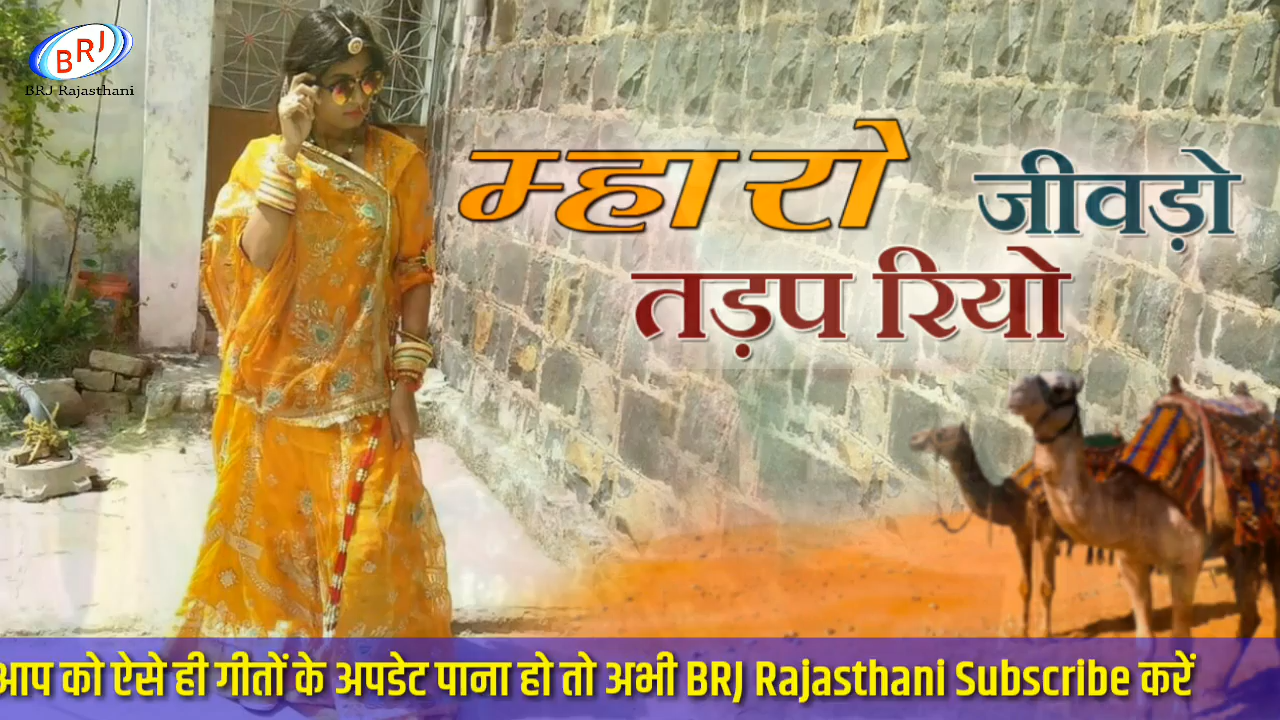 BRJ
BRJ Rajasthani
म्हारो जीवड़ो
तड़प रियो
आप को ऐसे ही गीतों के अपडेट पाना हो तो अभी BRJ Rajasthani Subscribe करें